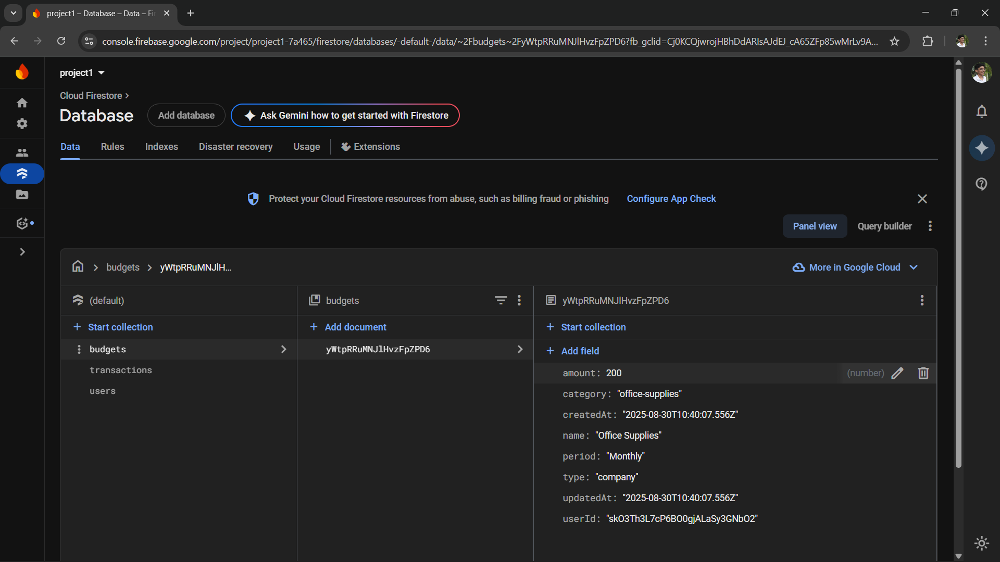 project1 – Database – Data – Fi
console.firebase.google.com/project/project1-7a465/firestore/databases/-default-/data/~2Fbudgets~2FyWtpRRuMNJlHvzFpZPD6?fb_gclid=Cj0KCQjwrojHBhDdARIsAJdEJ_cA65ZFp85wMrLv9A...
project1
Cloud Firestore
Database
Add database
Ask Gemini how to get started with Firestore
Data
Rules
Indexes
Disaster recovery
Usage
Extensions
Protect your Cloud Firestore resources from abuse, such as billing fraud or phishing
Configure App Check
Panel view
Query builder
budgets
yWtpRRuMNJlH...
More in Google Cloud
(default)
budgets
yWtpRRuMNJlHvzFpZPD6
+ Start collection
+ Add document
+ Start collection
budgets
transactions
users
yWtpRRuMNJlHvzFpZPD6
+ Add field
amount: 200
(number)
category: "office-supplies"
createdAt: "2025-08-30T10:40:07.556Z"
name: "Office Supplies"
period: "Monthly"
type: "company"
updatedAt: "2025-08-30T10:40:07.556Z"
userId: "skO3Th3L7cP6BO0gjALaSy3GNbO2"